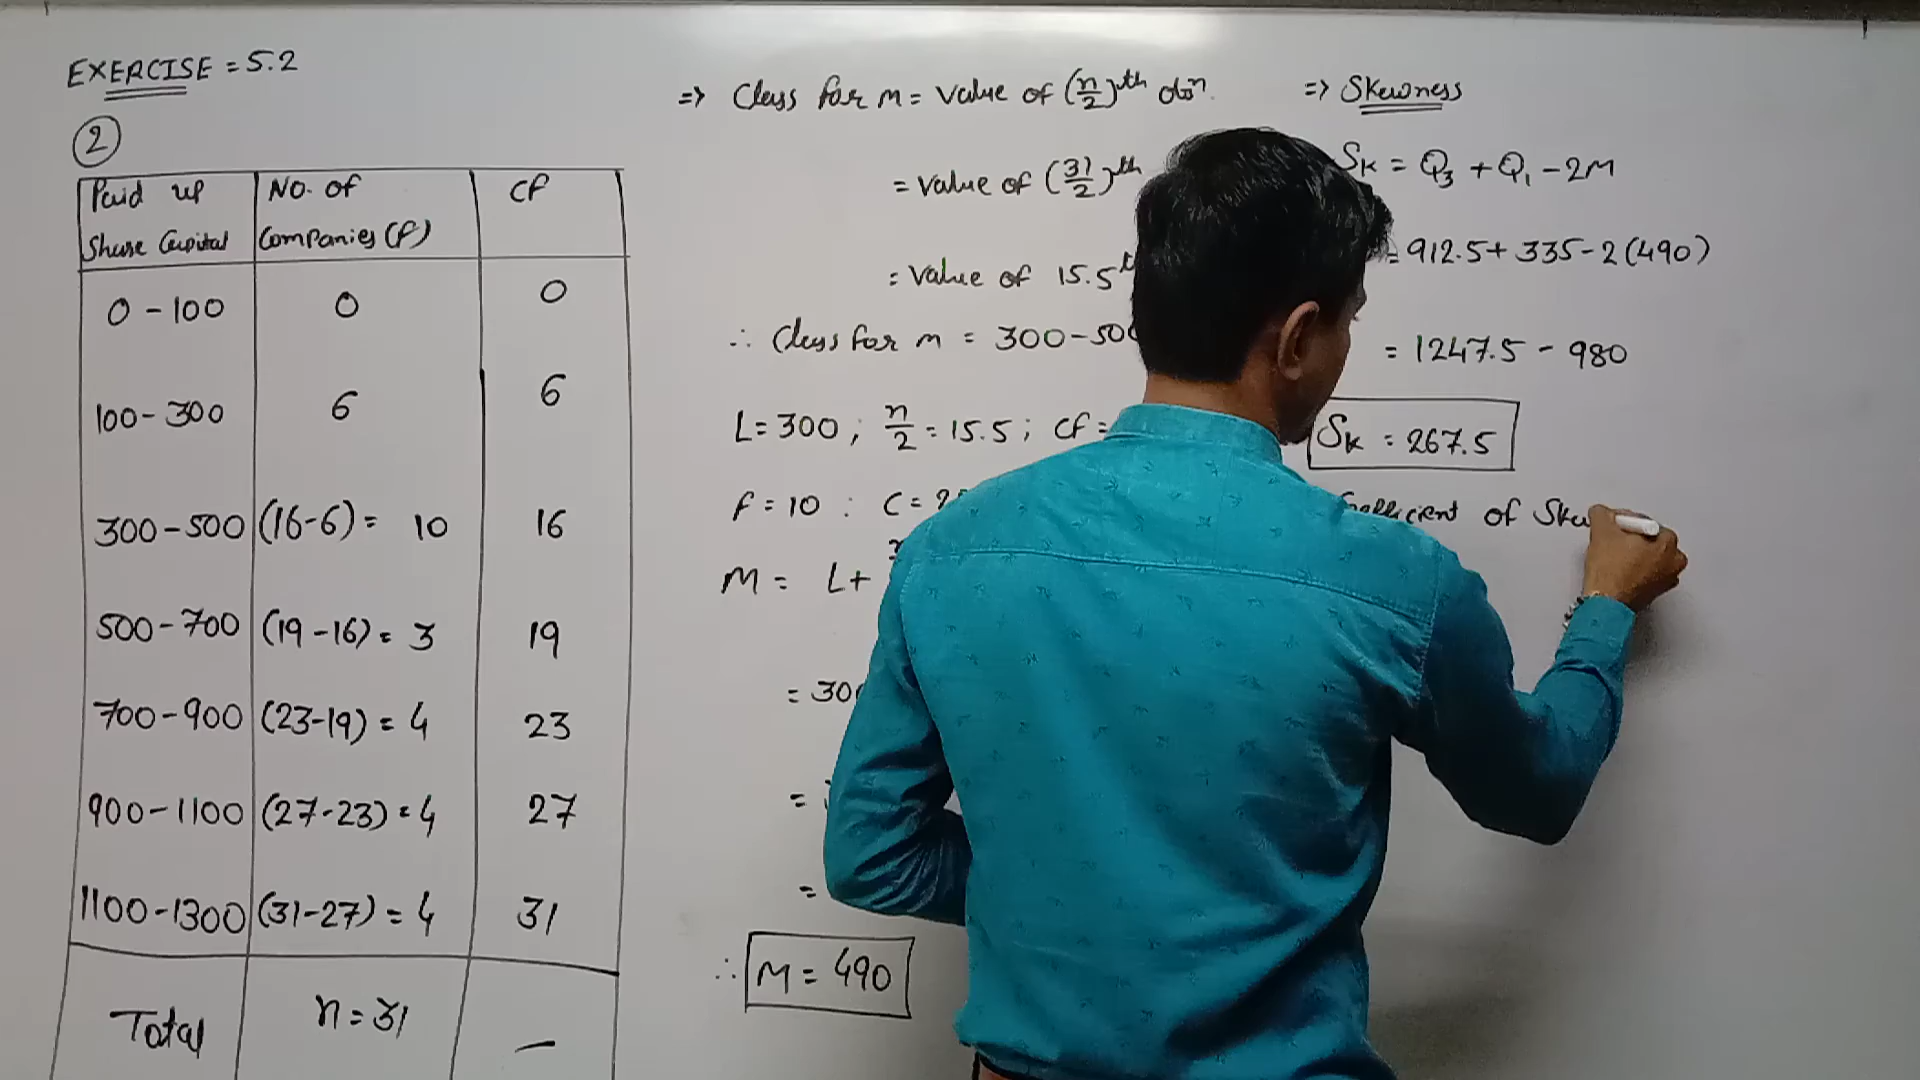 EXERCISE = 5.2
2
Paid up Share Capital | No. of Companies (f) | cf
0 - 100 | 0 | 0
100 - 300 | 6 | 6
300 - 500 | (16-6) = 10 | 16
500 - 700 | (19-16) = 3 | 19
700 - 900 | (23-19) = 4 | 23
900 - 1100 | (27-23) = 4 | 27
1100 - 1300 | (31-27) = 4 | 31
Total | n = 31 | —
=> Class for M = Value of (n/2)th obsn.
= Value of (31/2)th
= Value of 15.5
∴ Class for M = 300 - 500
L = 300 ; n/2 = 15.5 ; cf =
f = 10 : C =
M = L +
= 300
=
=
∴ M = 490
=> Skewness
Sk = Q3 + Q1 - 2M
= 912.5 + 335 - 2(490)
= 1247.5 - 980
Sk = 267.5
Coefficient of Ske